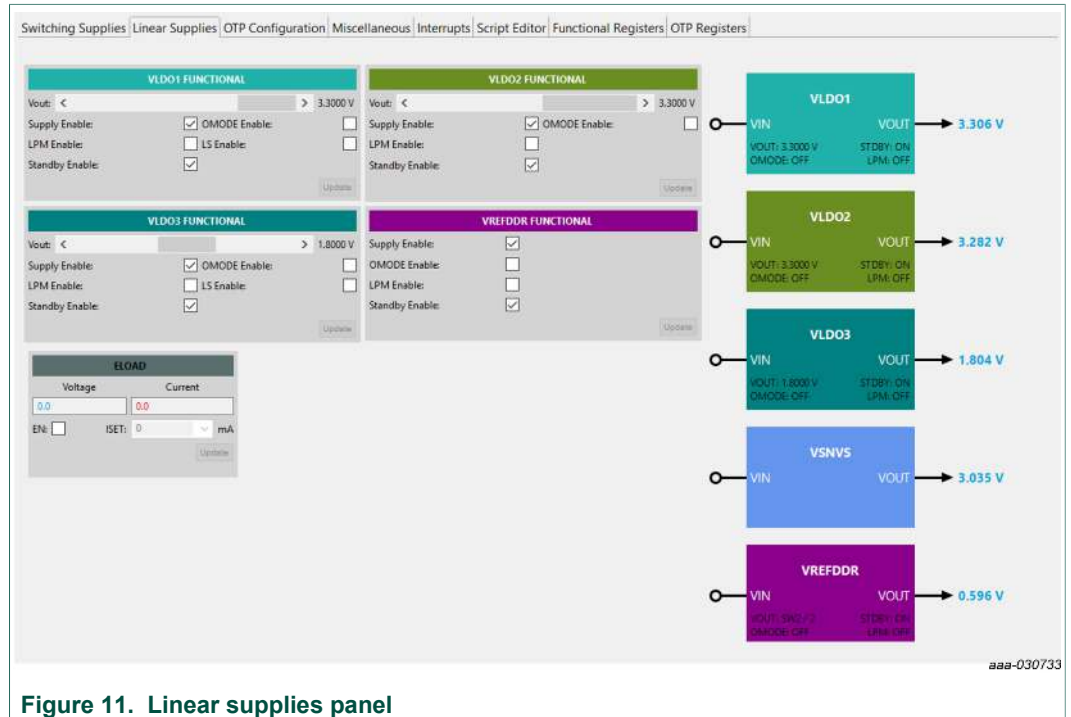 Switching Supplies Linear Supplies OTP Configuration Miscellaneous Interrupts Script Editor Functional Registers OTP Registers
VLDO1 FUNCTIONAL
Vout: < > 3.3000 V
Supply Enable: OMODE Enable:
LPM Enable: LS Enable:
Standby Enable:
Update
VLDO2 FUNCTIONAL
Vout: < > 3.3000 V
Supply Enable: OMODE Enable:
LPM Enable:
Standby Enable:
Update
VLDO3 FUNCTIONAL
Vout: < > 1.8000 V
Supply Enable: OMODE Enable:
LPM Enable: LS Enable:
Standby Enable:
Update
VREFDDR FUNCTIONAL
Supply Enable:
OMODE Enable:
LPM Enable:
Standby Enable:
Update
ELOAD
Voltage Current
0.0 0.0
EN: ISET: 0 mA
Update
VLDO1
VIN VOUT 3.306 V
VOUT: 3.3000 V STDBY: ON
OMODE: OFF LPM: OFF
VLDO2
VIN VOUT 3.282 V
VOUT: 3.3000 V STDBY: ON
OMODE: OFF LPM: OFF
VLDO3
VIN VOUT 1.804 V
VOUT: 1.8000 V STDBY: ON
OMODE: OFF LPM: OFF
VSNVS
VIN VOUT 3.035 V
VREFDDR
VIN VOUT 0.596 V
VOUT: SW2 / 2 STDBY: ON
OMODE: OFF LPM: OFF
aaa-030733
Figure 11. Linear supplies panel